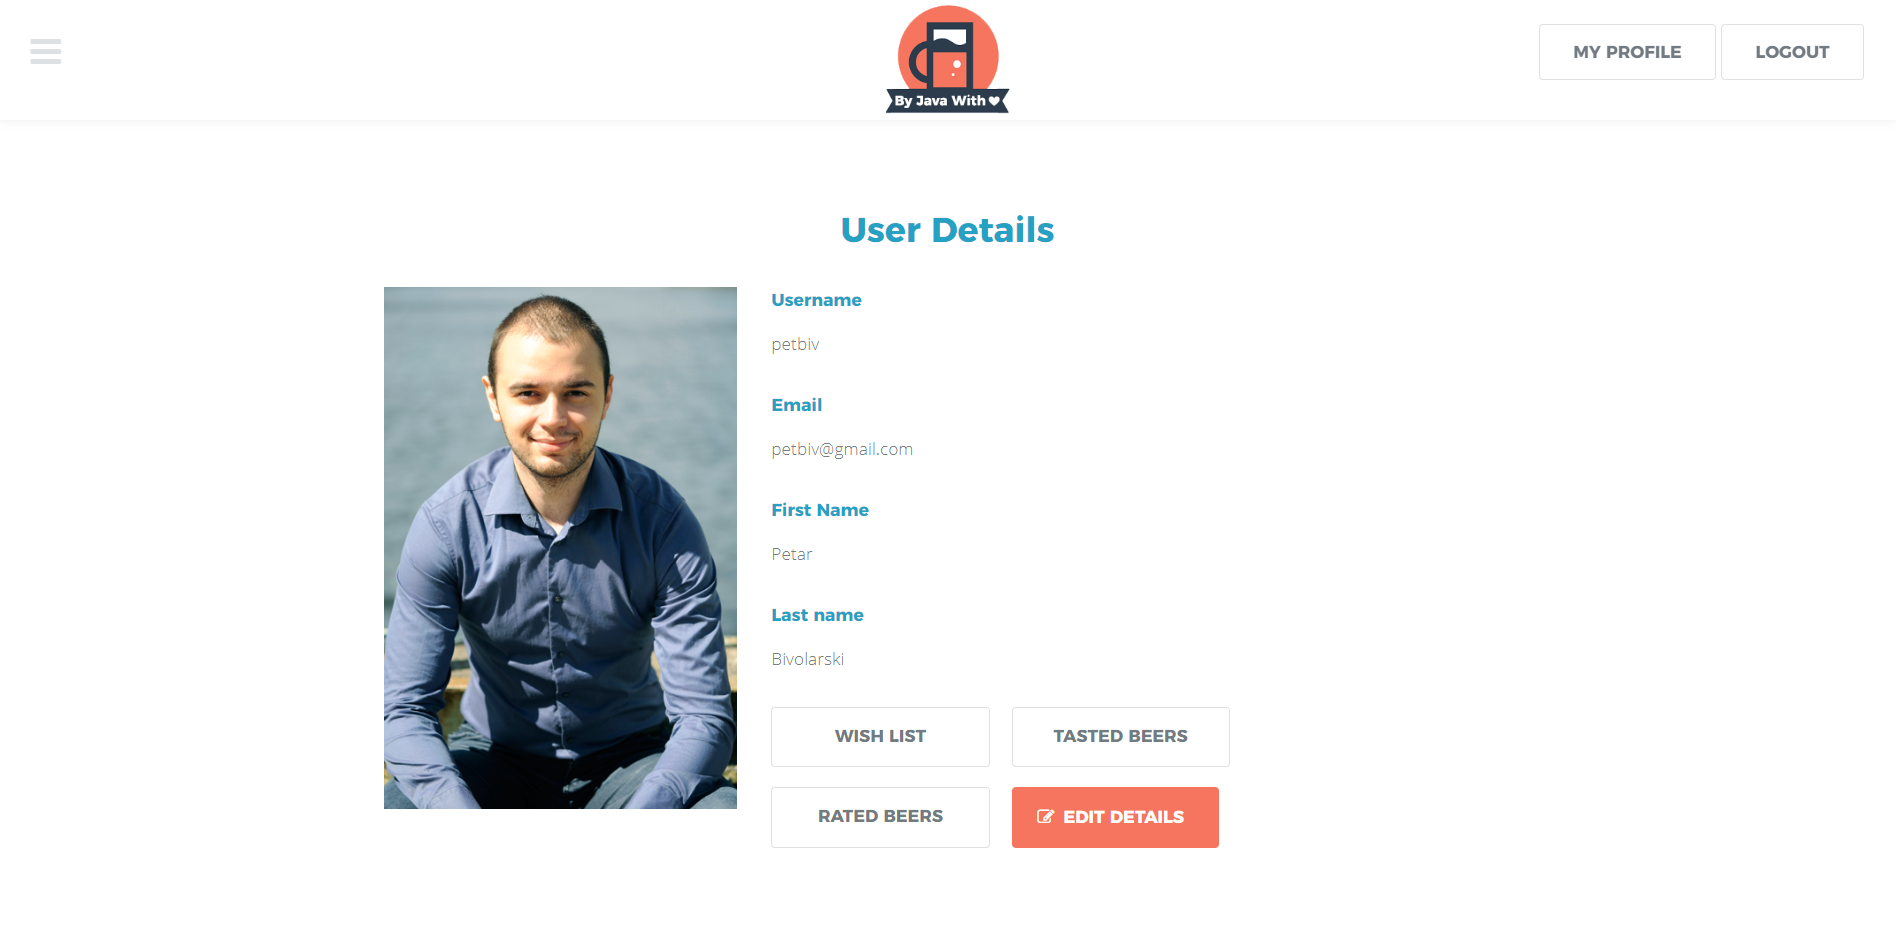 By Java With
MY PROFILE
LOGOUT
User Details
Username
petbiv
Email
petbiv@gmail.com
First Name
Petar
Last name
Bivolarski
WISH LIST
TASTED BEERS
RATED BEERS
EDIT DETAILS